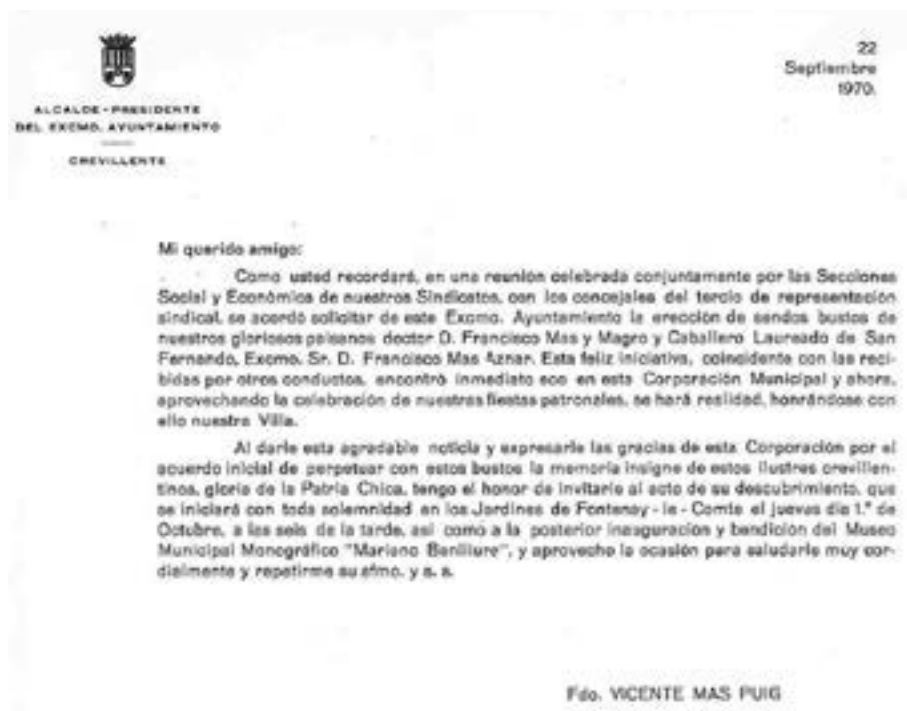 22
Septiembre
1970.
ALCALDE - PRESIDENTE
DEL EXCMO. AYUNTAMIENTO
CREVILLENTE
Mi querido amigo:
Como usted recordará, en una reunión celebrada conjuntamente por las Secciones
Social y Económica de nuestros Sindicatos, con los concejales del tercio de representación
sindical, se acordó solicitar de este Excmo. Ayuntamiento la erección de sendos bustos de
nuestros gloriosos paisanos doctor D. Francisco Mas y Magro y Caballero Laureado de San
Fernando, Excmo. Sr. D. Francisco Mas Aznar. Esta feliz iniciativa, coincidente con las reci-
bidas por otros conductos, encontró inmediato eco en esta Corporación Municipal y ahora,
aprovechando la celebración de nuestras fiestas patronales, se hará realidad, honrándose con
ello nuestra Villa.
Al darle esta agradable noticia y expresarle las gracias de esta Corporación por el
acuerdo inicial de perpetuar con estos bustos la memoria insigne de estos ilustres crevillen-
tinos, gloria de la Patria Chica, tengo el honor de invitarle al acto de su descubrimiento, que
se iniciará con toda solemnidad en los Jardines de Fontenay - le - Comte el jueves día 1.º de
Octubre, a las seis de la tarde, así como a la posterior inauguración y bendición del Museo
Municipal Monográfico "Mariano Benlliure", y aprovecho la ocasión para saludarle muy cor-
dialmente y repetirme su afmo. y s. s.
Fdo. VICENTE MAS PUIG